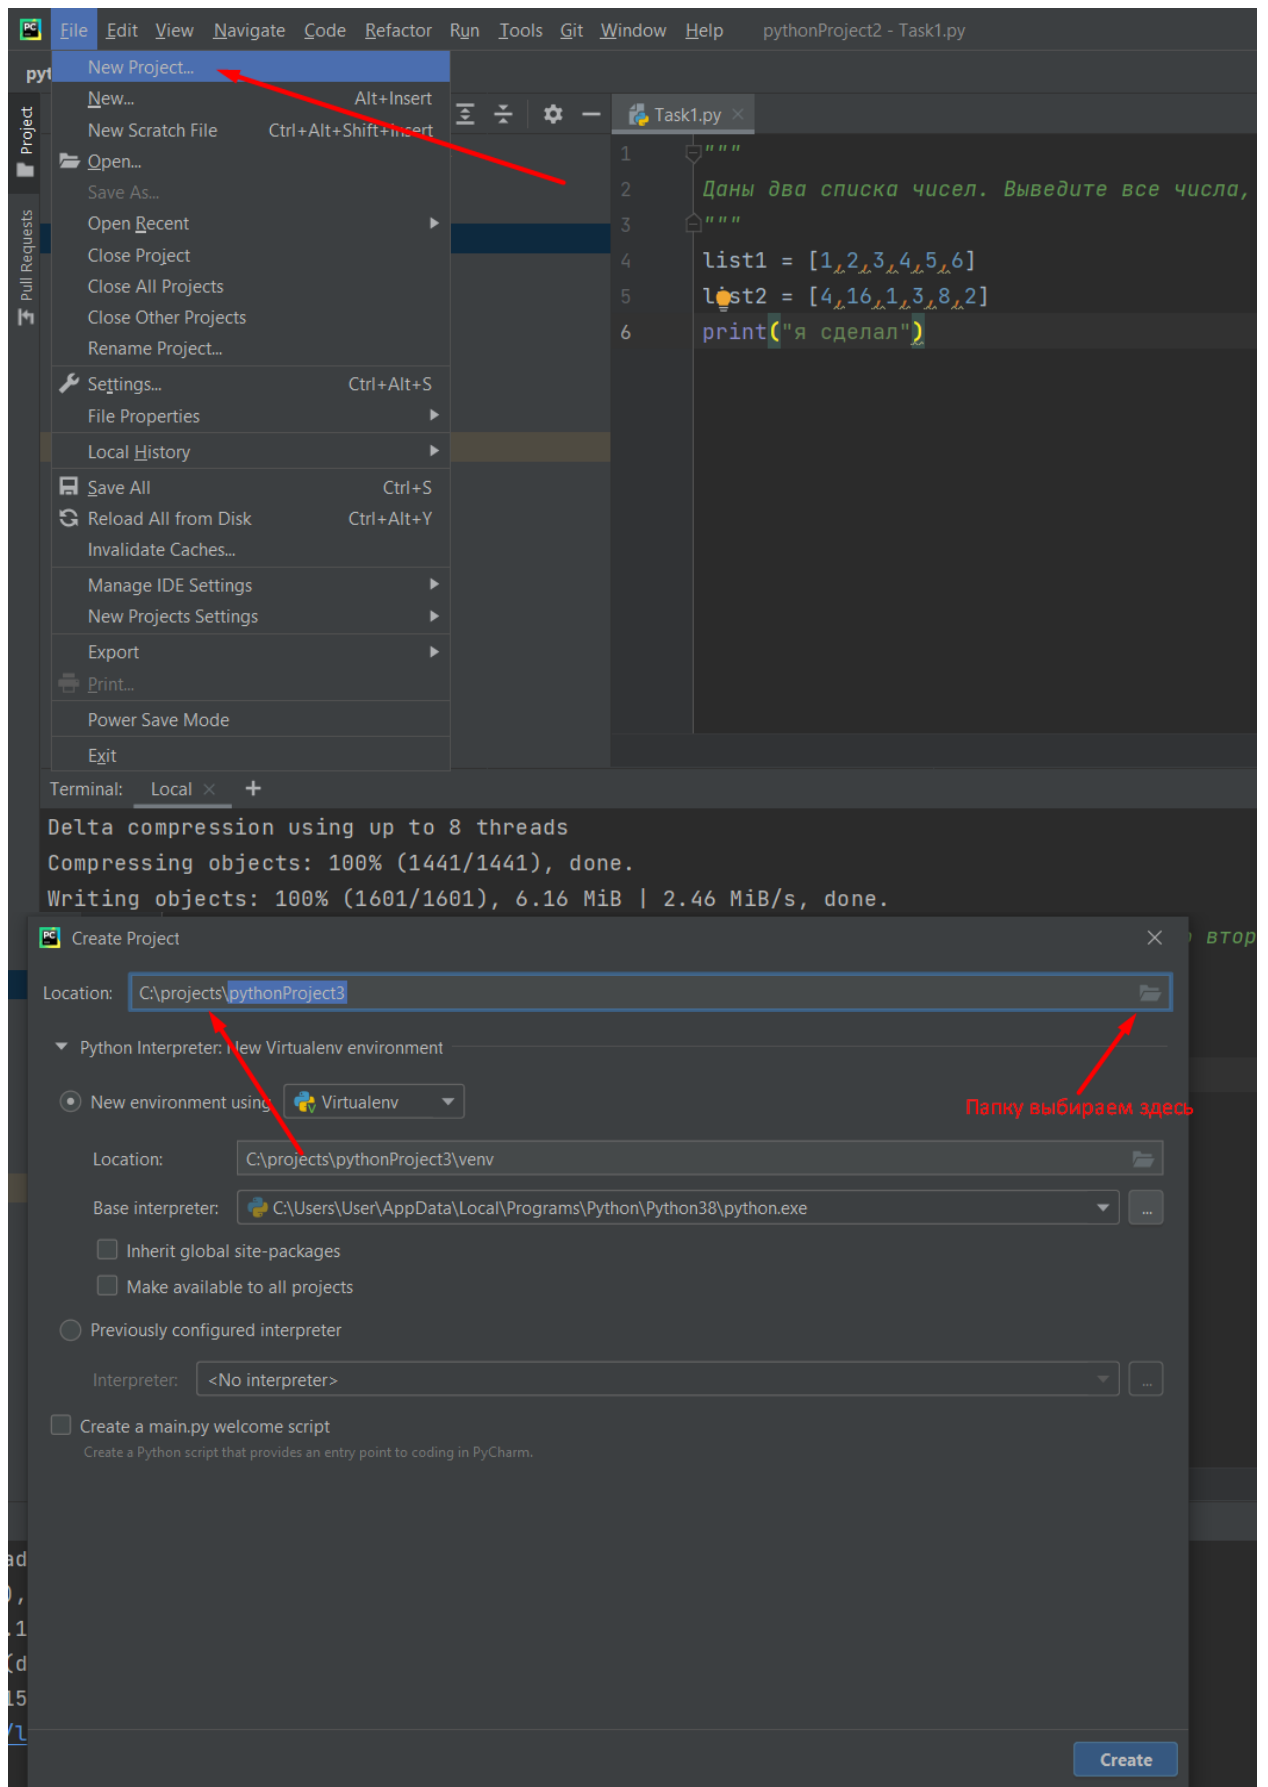 File Edit View Navigate Code Refactor Run Tools Git Window Help pythonProject2 - Task1.py
New Project...
New... Alt+Insert
New Scratch File Ctrl+Alt+Shift+Insert
Open...
Save As...
Open Recent
Close Project
Close All Projects
Close Other Projects
Rename Project...
Settings... Ctrl+Alt+S
File Properties
Local History
Save All Ctrl+S
Reload All from Disk Ctrl+Alt+Y
Invalidate Caches...
Manage IDE Settings
New Projects Settings
Export
Print...
Power Save Mode
Exit
Project
Pull Requests
Task1.py
1 """
2 Даны два списка чисел. Выведите все числа,
3 """
4 list1 = [1,2,3,4,5,6]
5 list2 = [4,16,1,3,8,2]
6 print("я сделал")
Terminal: Local +
Delta compression using up to 8 threads
Compressing objects: 100% (1441/1441), done.
Writing objects: 100% (1601/1601), 6.16 MiB | 2.46 MiB/s, done.
Create Project
Location: C:\projects\pythonProject3
Python Interpreter: New Virtualenv environment
New environment using Virtualenv
Папку выбираем здесь
Location: C:\projects\pythonProject3\venv
Base interpreter: C:\Users\User\AppData\Local\Programs\Python\Python38\python.exe ...
Inherit global site-packages
Make available to all projects
Previously configured interpreter
Interpreter: <No interpreter> ...
Create a main.py welcome script
Create a Python script that provides an entry point to coding in PyCharm.
Create